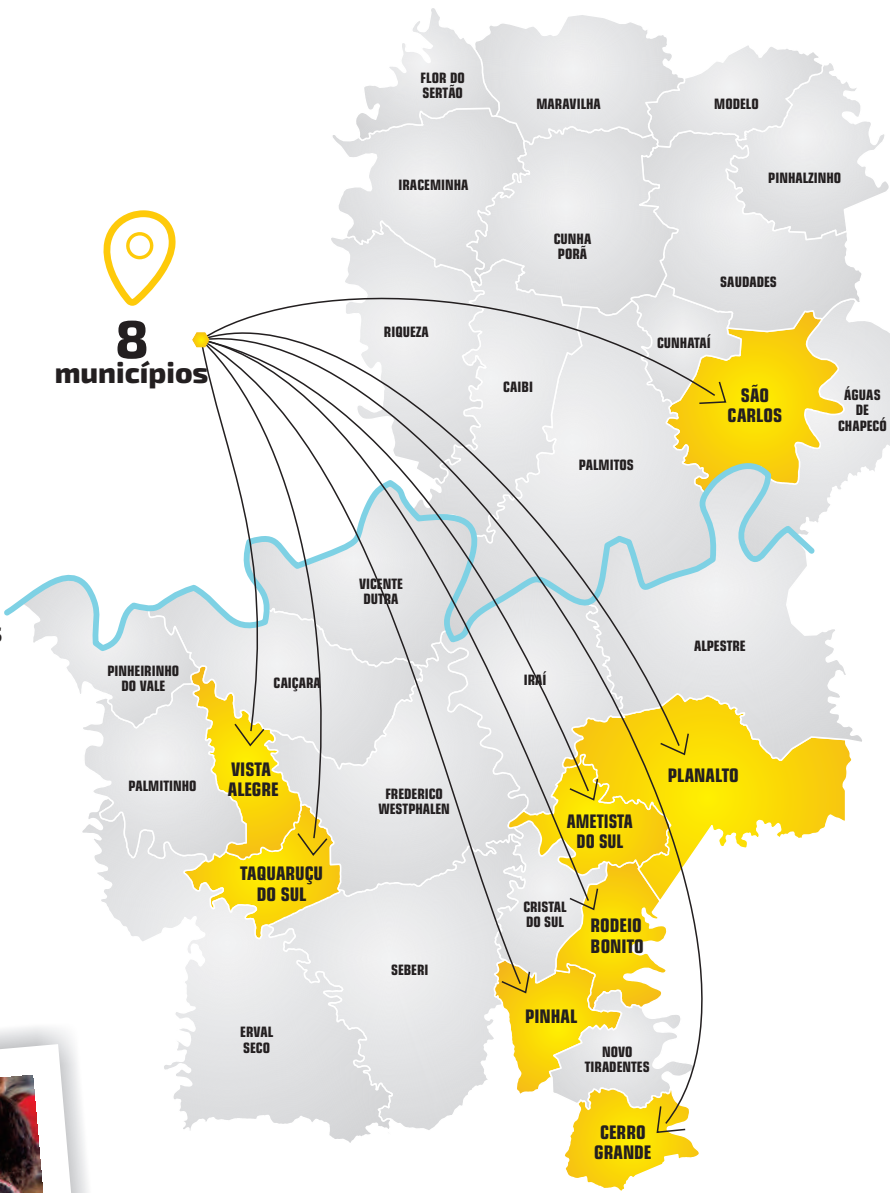 FLOR DO
SERTÃO
MARAVILHA
MODELO
IRACEMINHA
PINHALZINHO
CUNHA
PORÃ
SAUDADES
8
municípios
RIQUEZA
CUNHATAÍ
CAIBI
SÃO
CARLOS
ÁGUAS
DE
CHAPECÓ
PALMITOS
VICENTE
DUTRA
ALPESTRE
PINHEIRINHO
DO VALE
CAIÇARA
IRAÍ
PALMITINHO
VISTA
ALEGRE
FREDERICO
WESTPHALEN
PLANALTO
AMETISTA
DO SUL
TAQUARUÇU
DO SUL
CRISTAL
DO SUL
RODEIO
BONITO
SEBERI
PINHAL
ERVAL
SECO
NOVO
TIRADENTES
CERRO
GRANDE